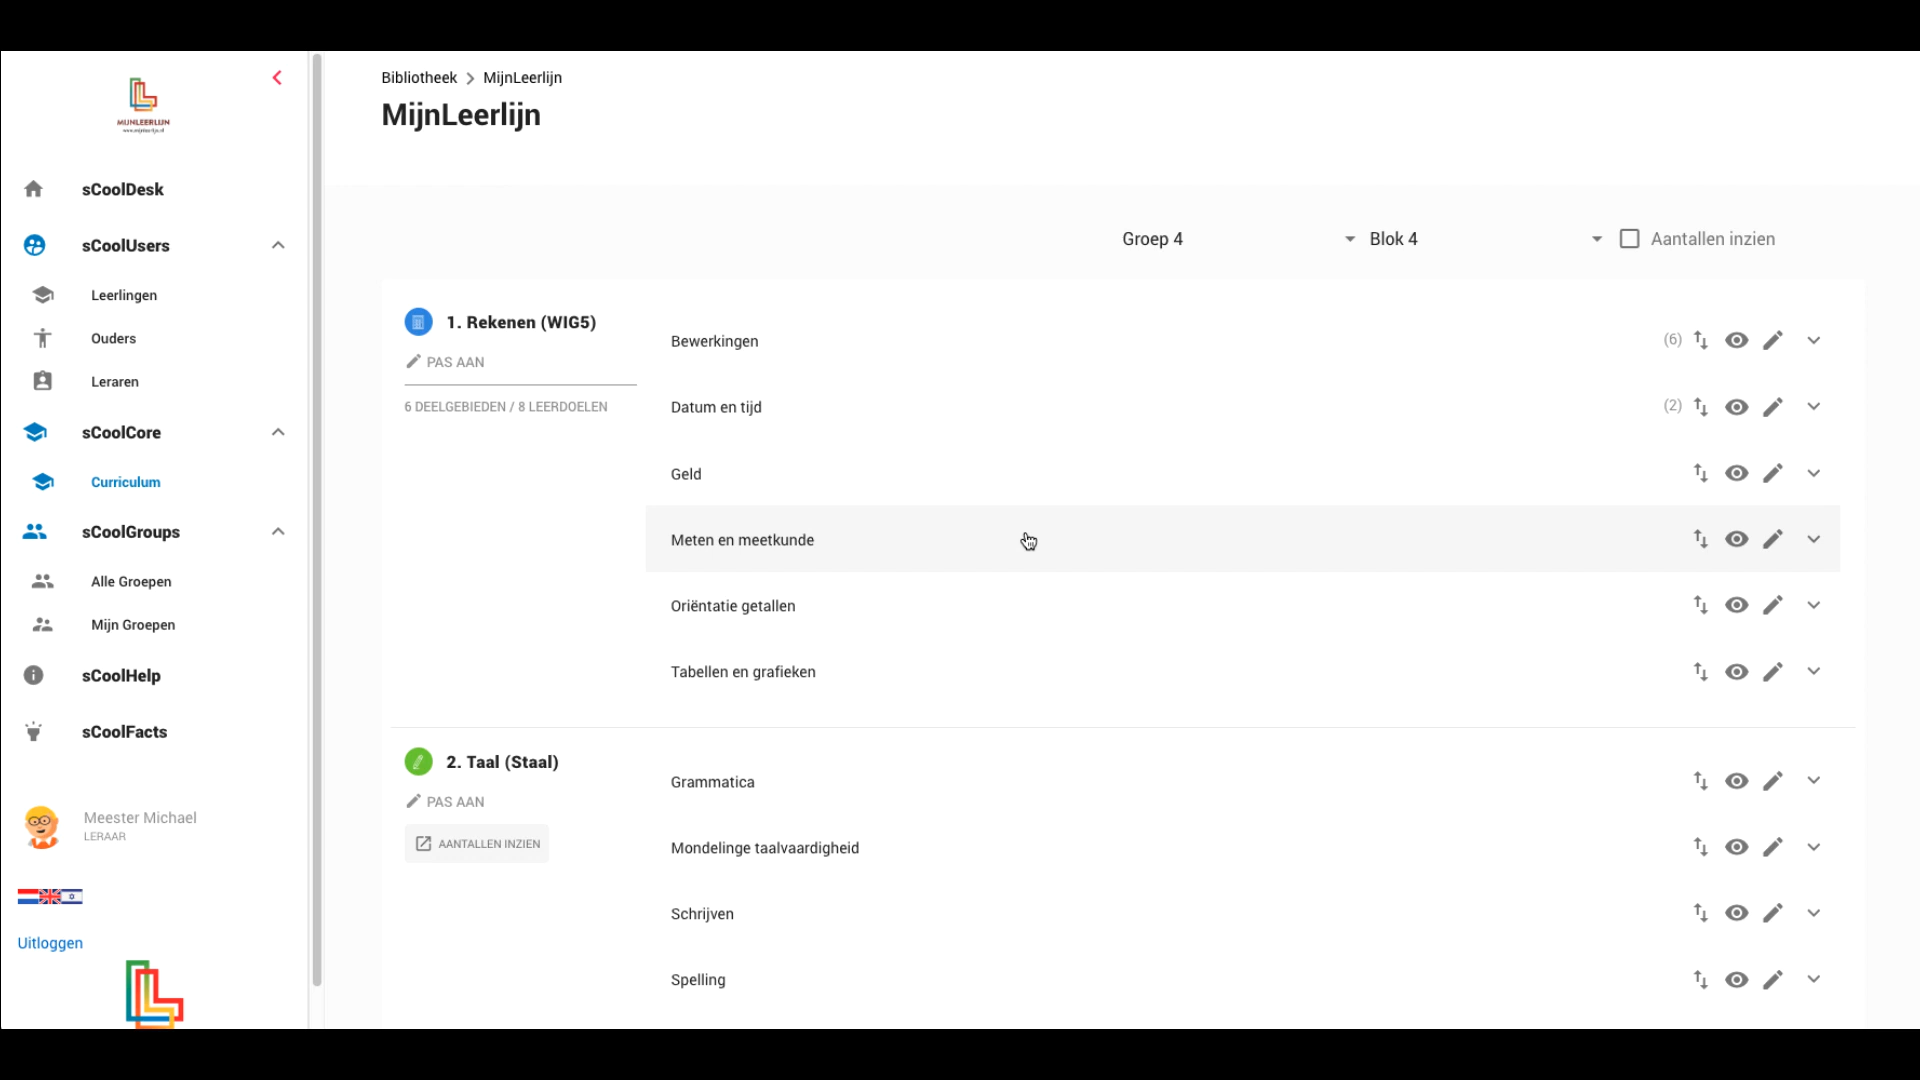 MIJNLEERLIJN
Bibliotheek > MijnLeerlijn
MijnLeerlijn
sCoolDesk
sCoolUsers
Leerlingen
Ouders
Leraren
sCoolCore
Curriculum
sCoolGroups
Alle Groepen
Mijn Groepen
sCoolHelp
sCoolFacts
Meester Michael
LERAAR
Uitloggen
Groep 4
Blok 4
Aantallen inzien
1. Rekenen (WIG5)
PAS AAN
6 DEELGEBIEDEN / 8 LEERDOELEN
Bewerkingen (6)
Datum en tijd (2)
Geld
Meten en meetkunde
Oriëntatie getallen
Tabellen en grafieken
2. Taal (Staal)
PAS AAN
AANTALLEN INZIEN
Grammatica
Mondelinge taalvaardigheid
Schrijven
Spelling